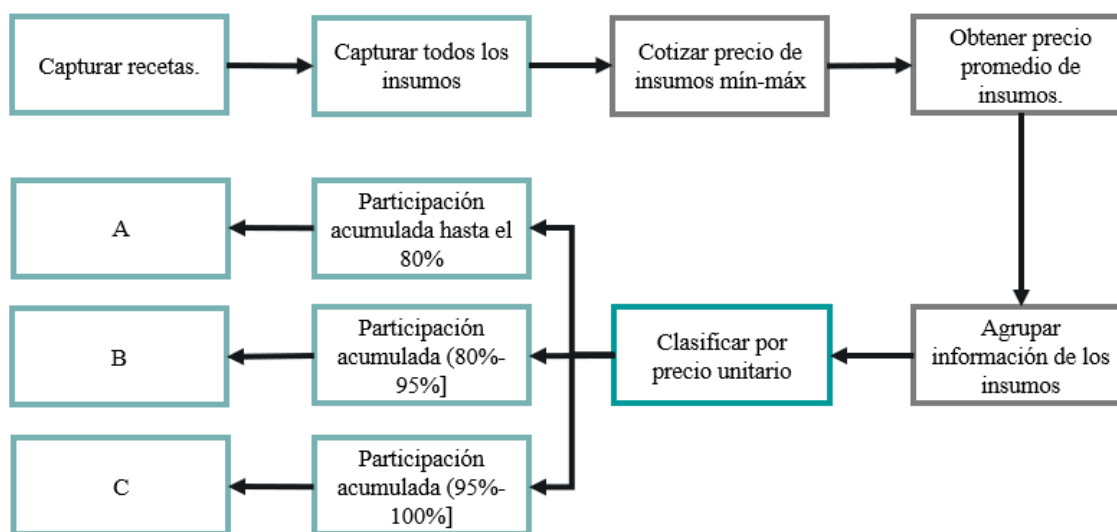 Capturar recetas.
Capturar todos los
insumos
Cotizar precio de
insumos mín-máx
Obtener precio
promedio de
insumos.
A
Participación
acumulada hasta el
80%
B
Participación
acumulada (80%-
95%]
Clasificar por
precio unitario
Agrupar
información de los
insumos
C
Participación
acumulada (95%-
100%]